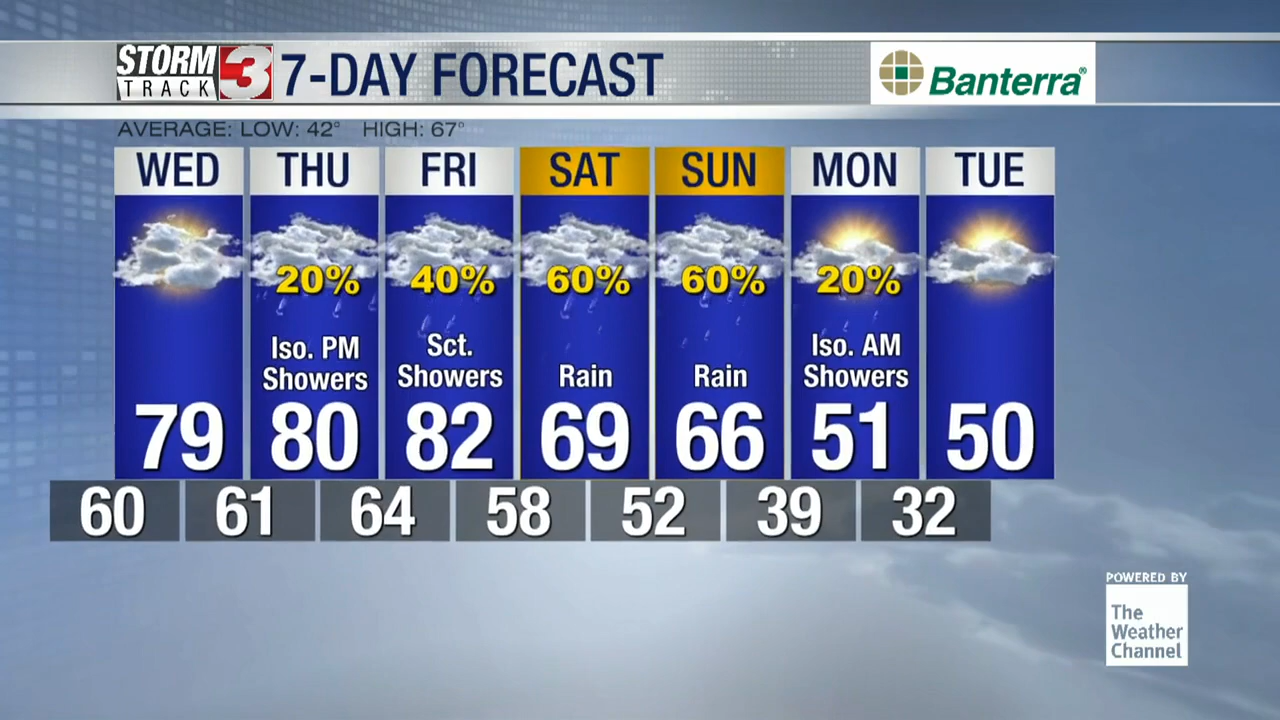 STORM TRACK 3 7-DAY FORECAST Banterra®
AVERAGE: LOW: 42° HIGH: 67°
WED THU FRI SAT SUN MON TUE
20% 40% 60% 60% 20%
Iso. PM Showers
Sct. Showers
Rain
Rain
Iso. AM Showers
79 80 82 69 66 51 50
60 61 64 58 52 39 32
POWERED BY
The
Weather
Channel